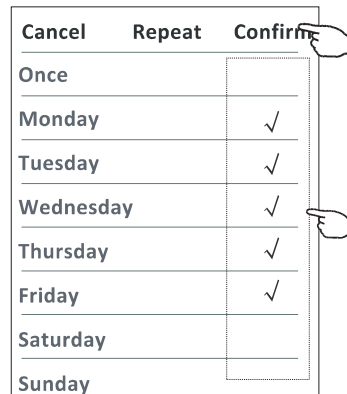 Cancel Repeat Confirm
Once
Monday √
Tuesday √
Wednesday √
Thursday √
Friday √
Saturday
Sunday